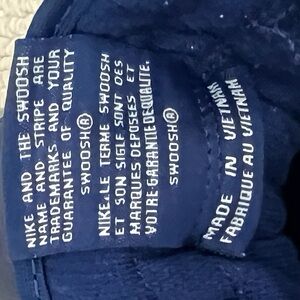 NIKE AND THE SWOOSH
NAME AND STRIPE ARE
TRADEMARKS AND YOUR
GUARANTEE OF QUALITY
SWOOSH®
NIKE, LE TERME SWOOSH
ET SON SIGLE SONT DES
MARQUES DEPOSEES ET
VOTRE GARANTIE DE QUALITE.
SWOOSH®
MADE IN VIETNAM
FABRIQUE AU VIETNAM